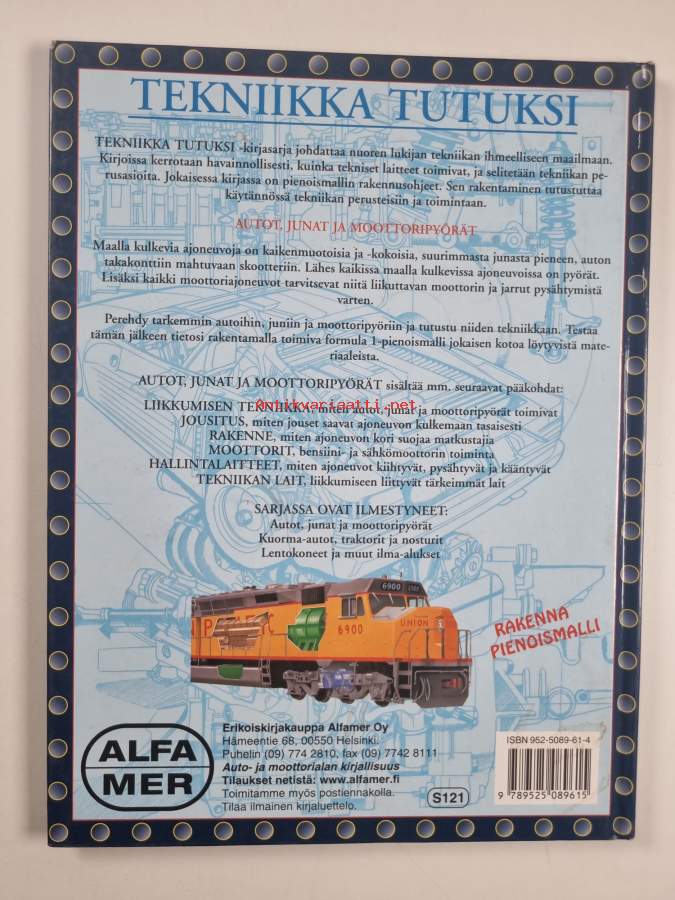 TEKNIIKKA TUTUKSI
TEKNIIKKA TUTUKSI -kirjasarja johdattaa nuoren lukijan tekniikan ihmeelliseen maailmaan.
Kirjoissa kerrotaan havainnollisesti, kuinka tekniset laitteet toimivat, ja selitetään tekniikan pe-
rusasioita. Jokaisessa kirjassa on pienoismallin rakennusohjeet. Sen rakentaminen tutustuttaa
käytännössä tekniikan perusteisiin ja toimintaan.
AUTOT, JUNAT JA MOOTTORIPYÖRÄT
Maalla kulkevia ajoneuvoja on kaikenmuotoisia ja -kokoisia, suurimmasta junasta pieneen, auton
takakonttiin mahtuvaan skootteriin. Lähes kaikissa maalla kulkevissa ajoneuvoissa on pyörät.
Lisäksi kaikki moottoriajoneuvot tarvitsevat niitä liikuttavan moottorin ja jarrut pysähtymistä
varten.
Perehdy tarkemmin autoihin, juniin ja moottoripyöriin ja tutustu niiden tekniikkaan. Testaa
tämän jälkeen tietosi rakentamalla toimiva formula 1-pienoismalli jokaisen kotoa löytyvistä mate-
riaaleista.
AUTOT, JUNAT JA MOOTTORIPYÖRÄT sisältää mm. seuraavat pääkohdat:
Antikvariaatti.net
LIIKKUMISEN TEKNIIKKA, miten autot, junat ja moottoripyörät toimivat
JOUSITUS, miten jouset saavat ajoneuvon kulkemaan tasaisesti
RAKENNE, miten ajoneuvon kori suojaa matkustajia
MOOTTORIT, bensiini- ja sähkömoottorin toiminta
HALLINTALAITTEET, miten ajoneuvot kiihtyvät, pysähtyvät ja kääntyvät
TEKNIIKAN LAIT, liikkumiseen liittyvät tärkeimmät lait
SARJASSA OVAT ILMESTYNEET:
Autot, junat ja moottoripyörät
Kuorma-autot, traktorit ja nosturit
Lentokoneet ja muut ilma-alukset
6900
6900
UNION
RAKENNA
PIENOISMALLI
ALFA
MER
Erikoiskirjakauppa Alfamer Oy
Hämeentie 68, 00550 Helsinki.
Puhelin (09) 774 2810, fax (09) 7742 8111
Auto- ja moottorialan kirjallisuus
Tilaukset netistä: www.alfamer.fi
Toimitamme myös postiennakolla.
Tilaa ilmainen kirjaluettelo.
S121
ISBN 952-5089-61-4
9 789525 089615